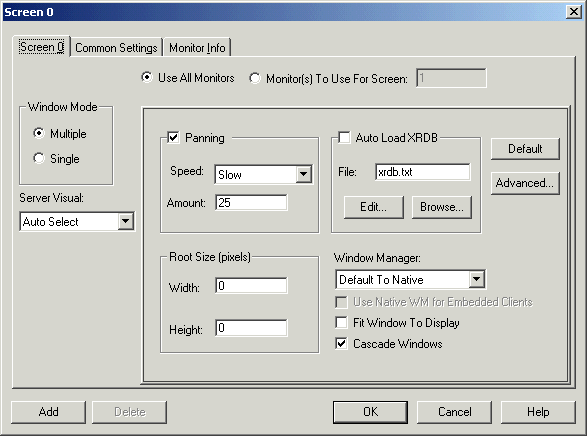 Screen 0
Screen 0 Common Settings Monitor Info
Use All Monitors Monitor(s) To Use For Screen: 1
Window Mode
Multiple
Single
Server Visual:
Auto Select
Panning
Speed: Slow
Amount: 25
Auto Load XRDB
File: xrdb.txt
Edit... Browse...
Default
Advanced...
Root Size (pixels)
Width: 0
Height: 0
Window Manager:
Default To Native
Use Native WM for Embedded Clients
Fit Window To Display
Cascade Windows
Add Delete OK Cancel Help